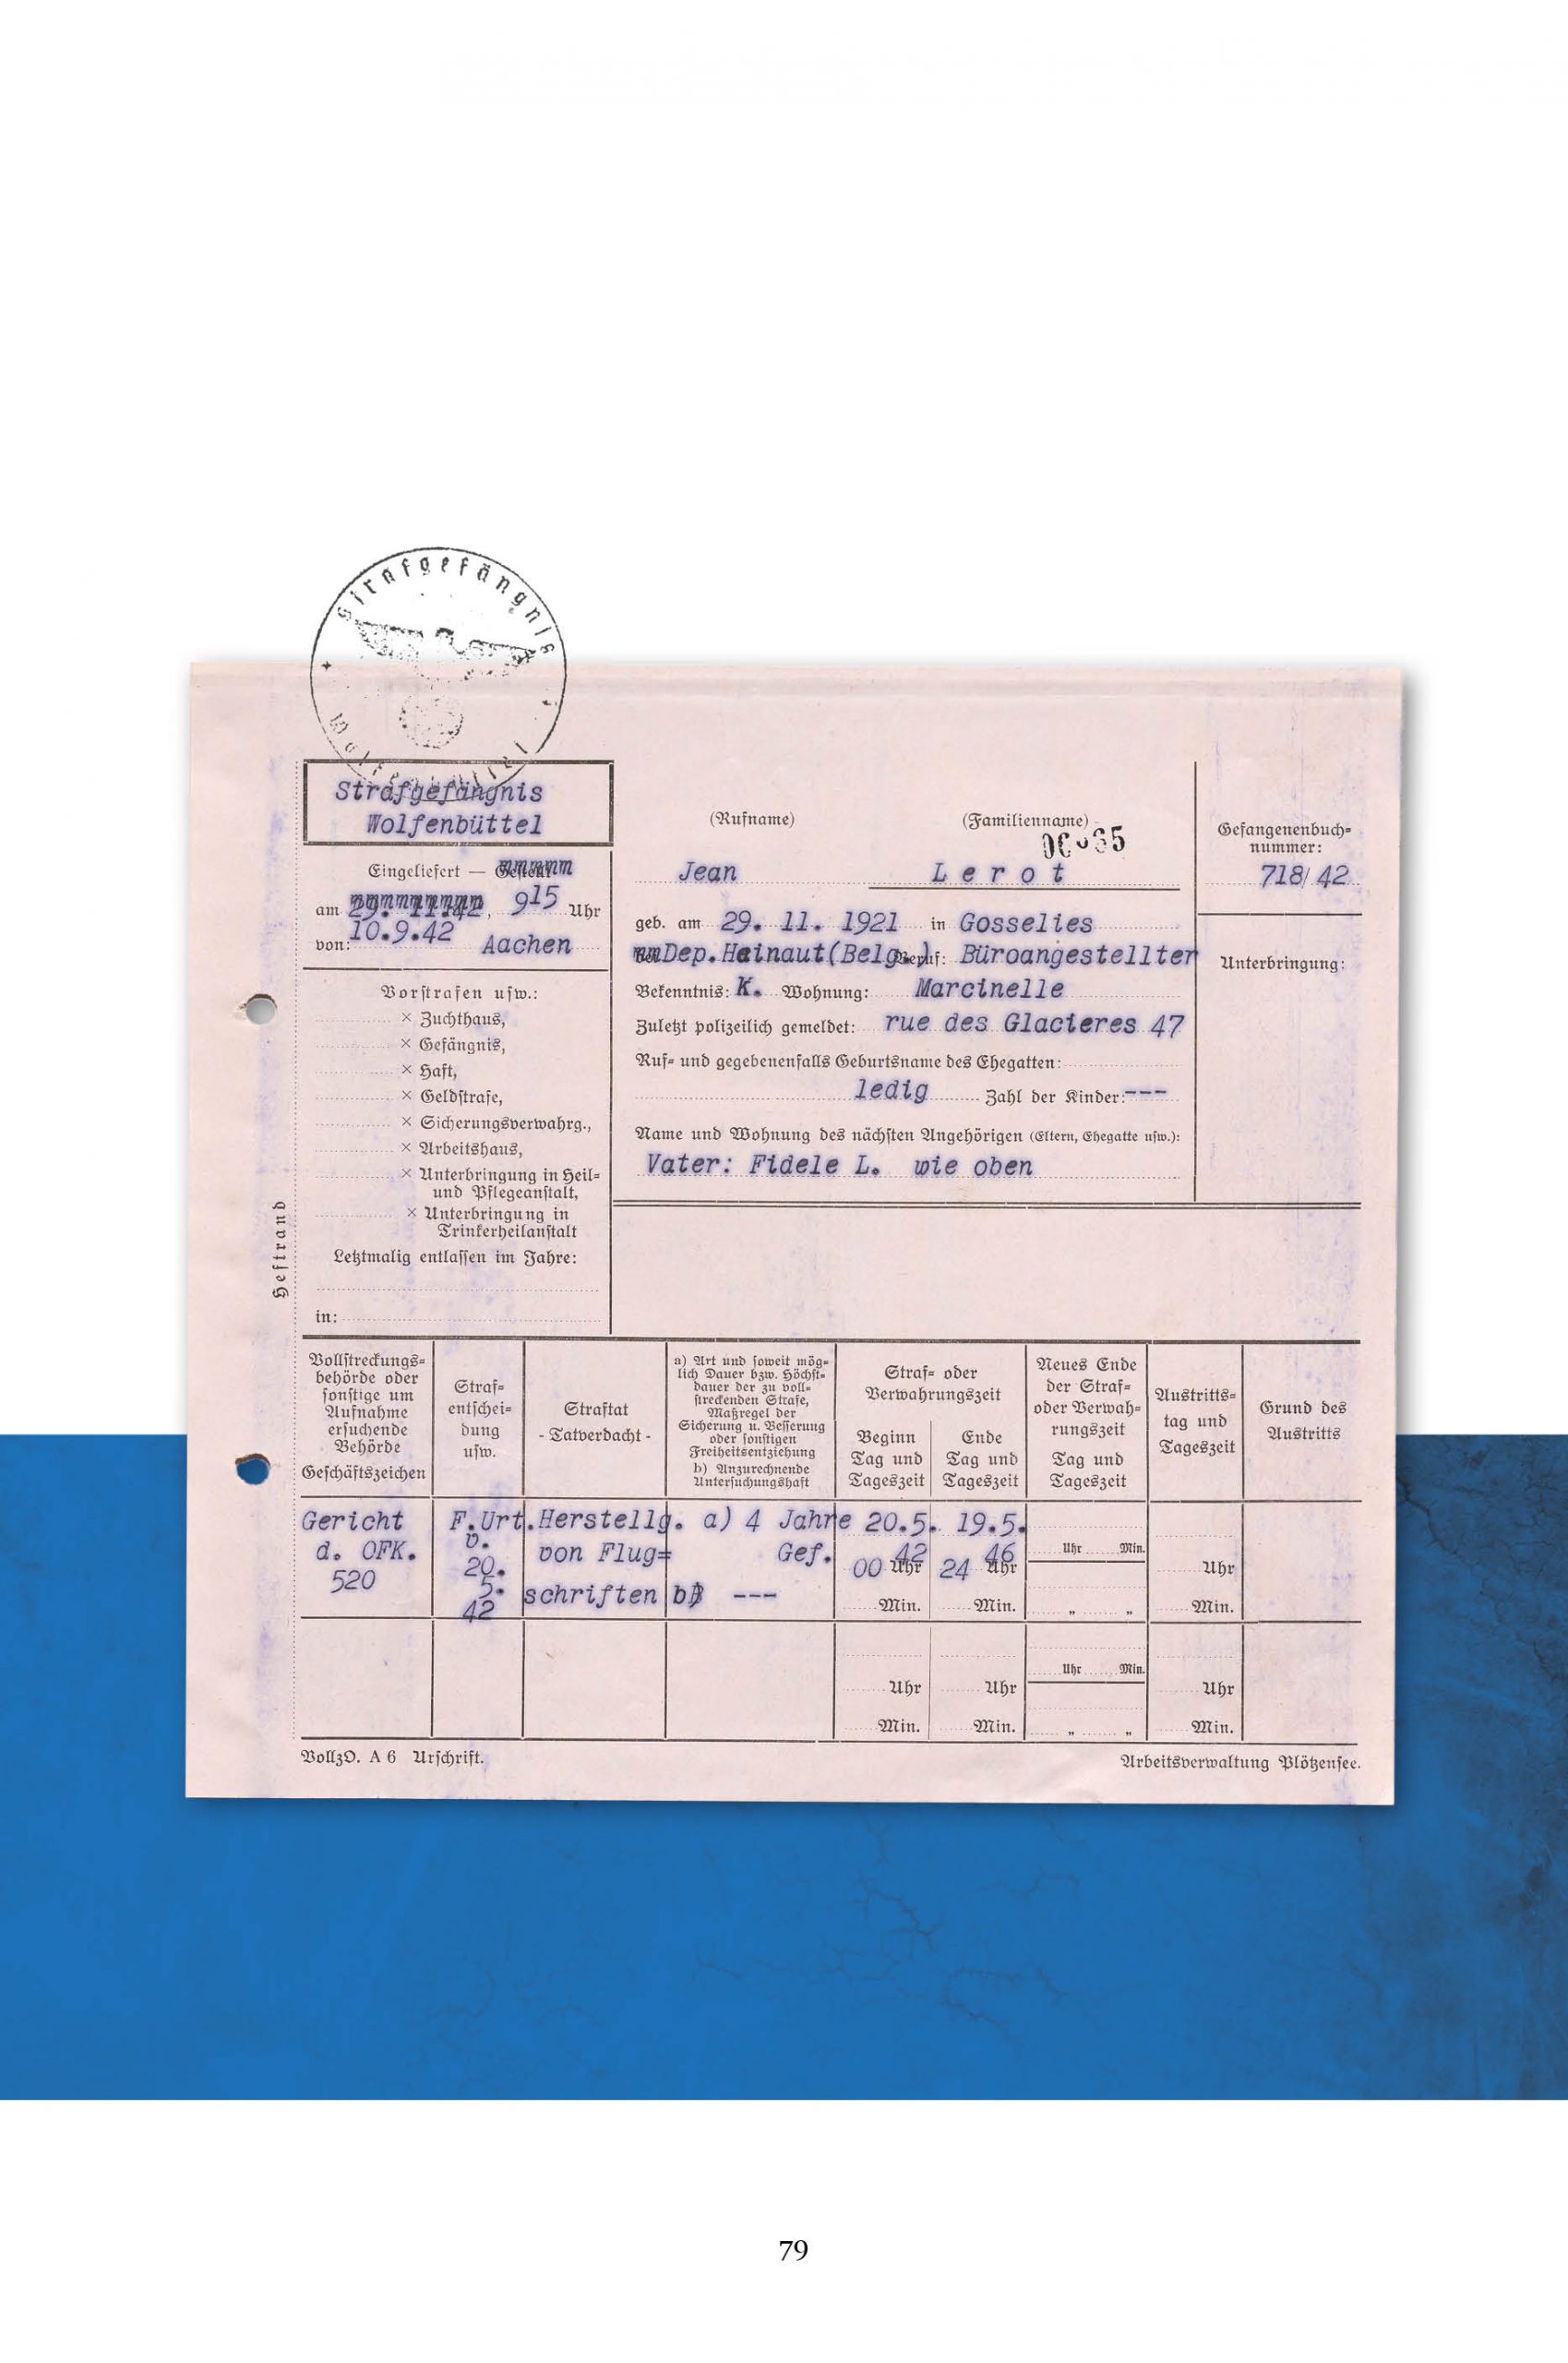 Strafgefängnis
Strafgefängnis
Wolfenbüttel
Eingeliefert —
am 29. 11.42, 9 15 Uhr
10.9.42
von: Aachen
Vorstrafen usw.:
× Zuchthaus,
× Gefängnis,
× Haft,
× Geldstrafe,
× Sicherungsverwahrg.,
× Arbeitshaus,
× Unterbringung in Heil=
und Pflegeanstalt,
× Unterbringung in
Trinkerheilanstalt
Letztmalig entlassen im Jahre:
in:
Heftrand
(Rufname) (Familienname)
Jean Lerot
geb. am 29. 11. 1921 in Gosselies
Dep. Hainaut (Belg.) Beruf: Büroangestellter
Bekenntnis: K. Wohnung: Marcinelle
Zuletzt polizeilich gemeldet: rue des Glacieres 47
Ruf= und gegebenenfalls Geburtsname des Ehegatten:
ledig Zahl der Kinder: ---
Name und Wohnung des nächsten Angehörigen (Eltern, Ehegatte usw.):
Vater: Fidele L. wie oben
Gefangenenbuch=
nummer:
718/42
Unterbringung:
Vollstreckungs=
behörde oder
sonstige um
Aufnahme
ersuchende
Behörde
Geschäftszeichen
Straf=
entschei=
dung
usw.
Straftat
- Tatverdacht -
a) Art und soweit mög=
lich Dauer bzw. Höchst=
dauer der zu voll=
streckenden Strafe,
Maßregel der
Sicherung u. Besserung
oder sonstigen
Freiheitsentziehung
b) Anzurechnende
Untersuchungshaft
Straf= oder
Verwahrungszeit
Beginn
Tag und
Tageszeit
Ende
Tag und
Tageszeit
Neues Ende
der Straf=
oder Verwah=
rungszeit
Tag und
Tageszeit
Austritts=
tag und
Tageszeit
Grund des
Austritts
Gericht
d. OFK.
520
F.Urt.
v.
20.
5.
42
Herstellg.
von Flug=
schriften
a) 4 Jahre
Gef.
b) ---
20.5.
42
00 Uhr
Min.
19.5.
46
24 Uhr
Min.
Uhr Min.
„ „
Uhr
Min.
Uhr
Min.
Uhr
Min.
Uhr Min.
„ „
Uhr
Min.
VollzO. A 6 Urschrift.
Arbeitsverwaltung Plötzensee.
79